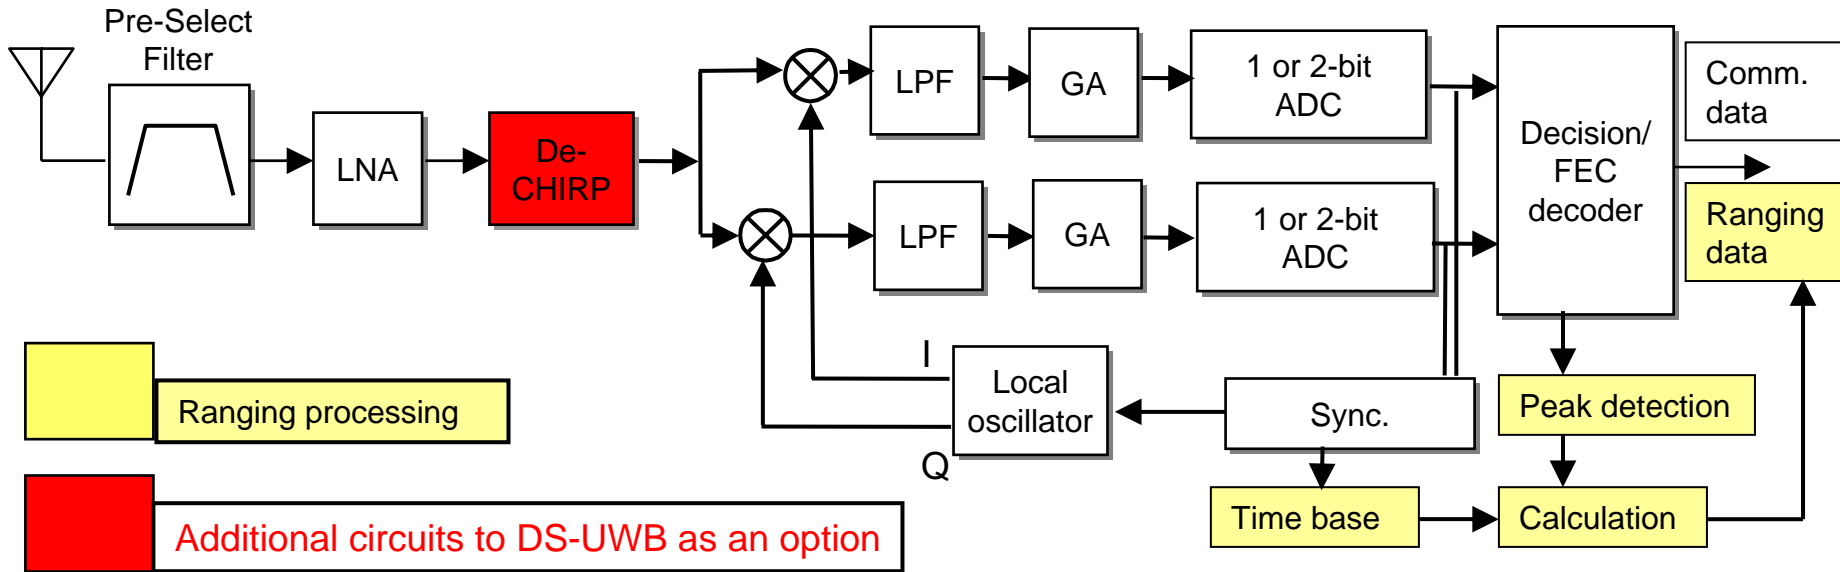 Pre-Select
Filter
LNA
De-
CHIRP
LPF
GA
1 or 2-bit
ADC
LPF
GA
1 or 2-bit
ADC
Decision/
FEC
decoder
Comm.
data
Ranging
data
I
Q
Local
oscillator
Sync.
Peak detection
Time base
Calculation
Ranging processing
Additional circuits to DS-UWB as an option